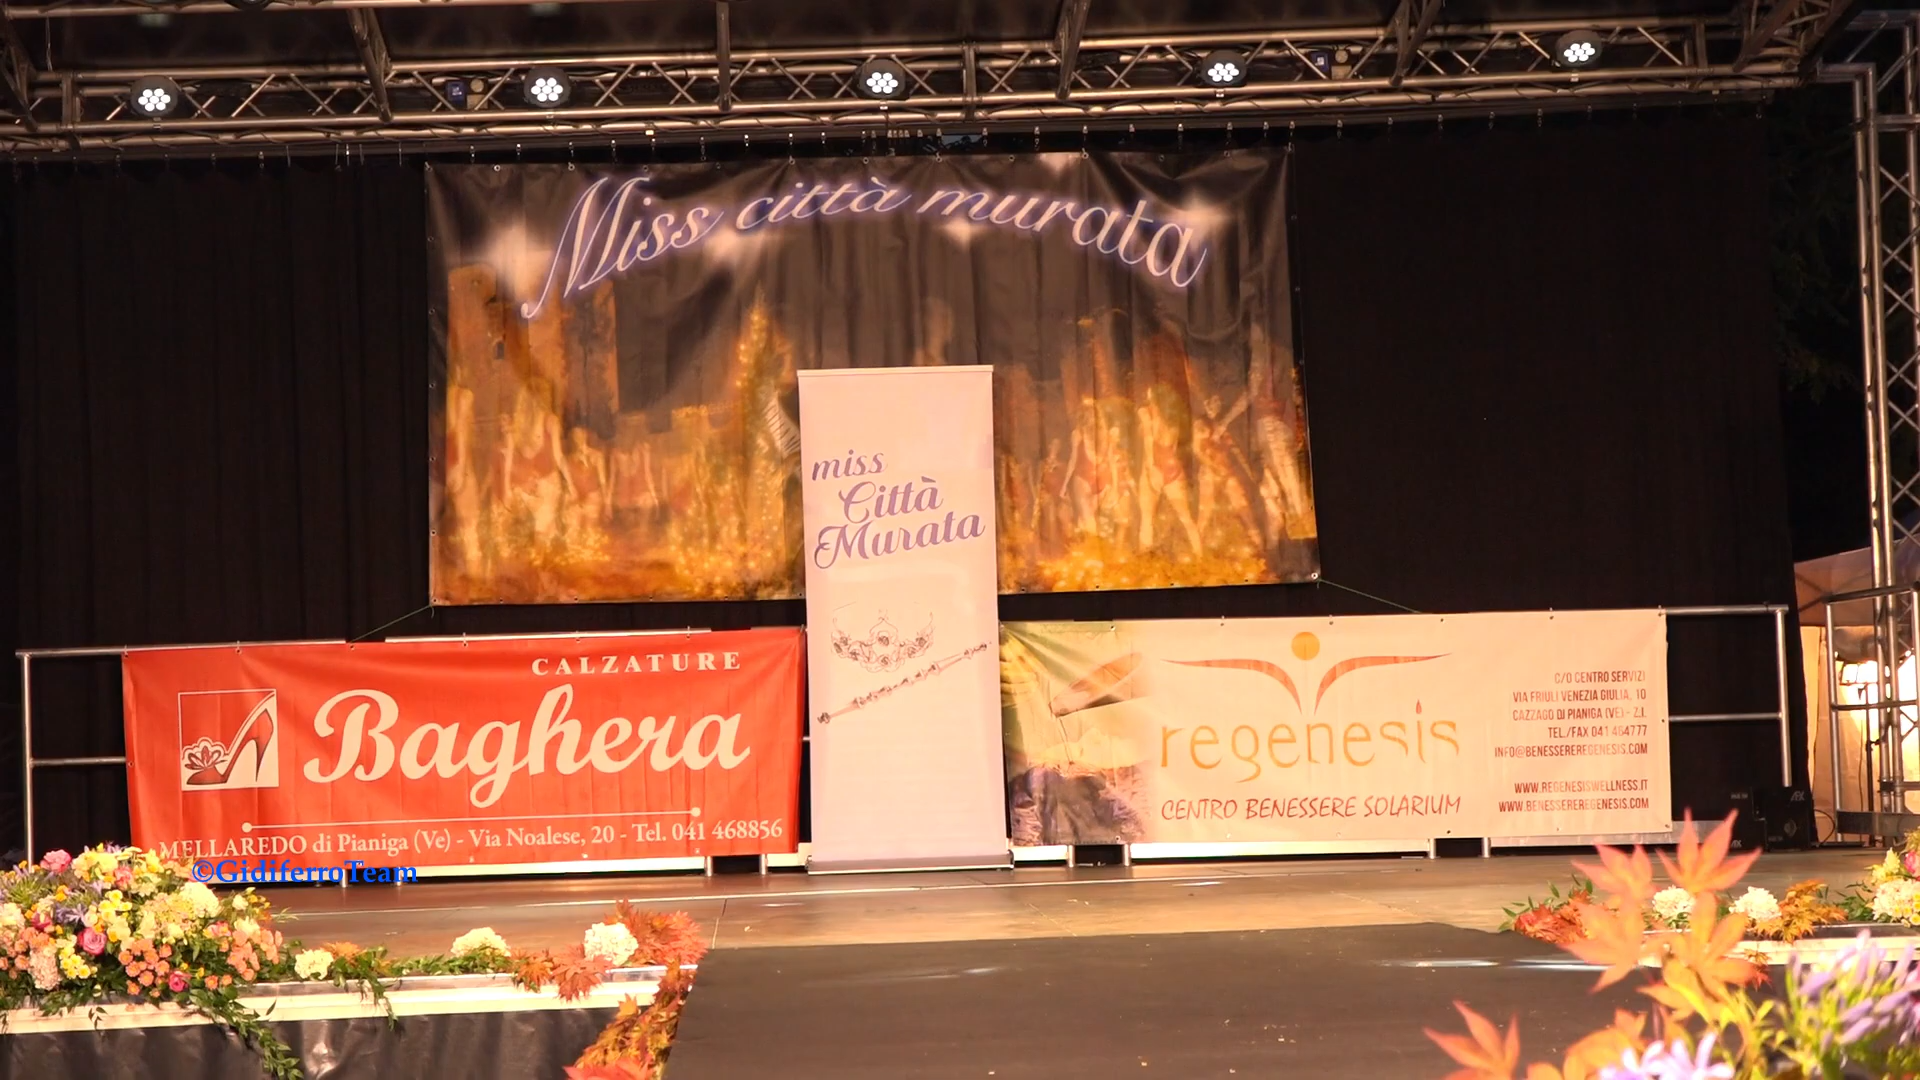 Miss città murata
miss
Città
Murata
CALZATURE
Baghera
MELLAREDO di Pianiga (Ve) - Via Noalese, 20 - Tel. 041 468856
regenesis
CENTRO BENESSERE SOLARIUM
C/O CENTRO SERVIZI
VIA FRIULI VENEZIA GIULIA, 10
CAZZAGO DI PIANIGA (VE) - Z.I.
TEL./FAX 041 464777
INFO@BENESSEREREGENESIS.COM
WWW.REGENESISWELLNESS.IT
WWW.BENESSEREREGENESIS.COM
©GidiferroTeam